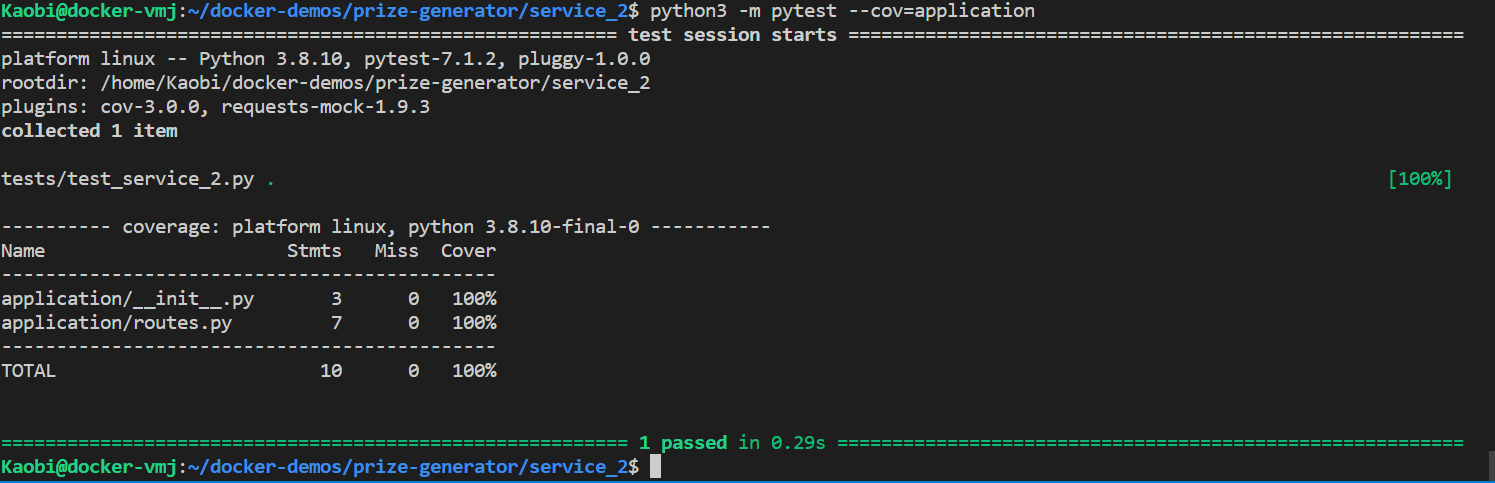 Kaobi@docker-vmj:~/docker-demos/prize-generator/service_2$ python3 -m pytest --cov=application
======================================================== test session starts ========================================================
platform linux -- Python 3.8.10, pytest-7.1.2, pluggy-1.0.0
rootdir: /home/Kaobi/docker-demos/prize-generator/service_2
plugins: cov-3.0.0, requests-mock-1.9.3
collected 1 item
tests/test_service_2.py . [100%]
---------- coverage: platform linux, python 3.8.10-final-0 -----------
Name Stmts Miss Cover
---------------------------------------------
application/__init__.py 3 0 100%
application/routes.py 7 0 100%
---------------------------------------------
TOTAL 10 0 100%
========================================================= 1 passed in 0.29s =========================================================
Kaobi@docker-vmj:~/docker-demos/prize-generator/service_2$